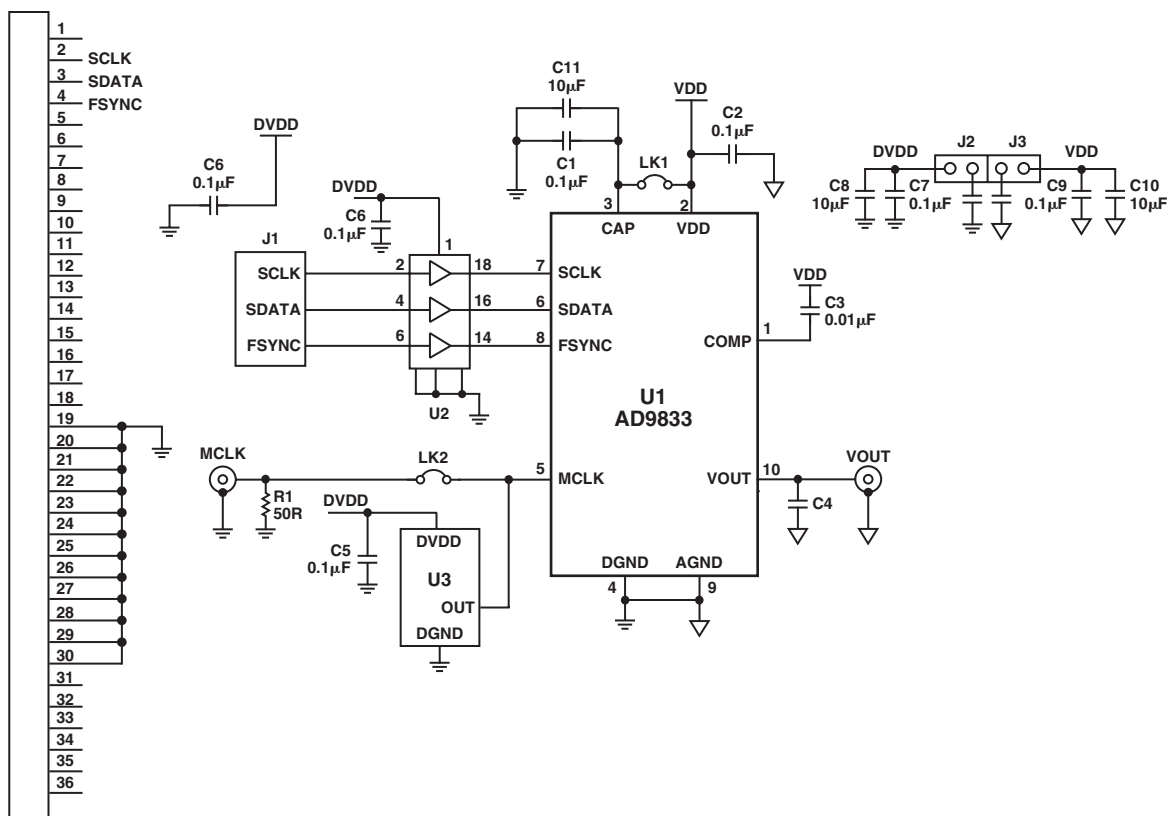 1
2 SCLK
3 SDATA
4 FSYNC
5
6
7
8
9
10
11
12
13
14
15
16
17
18
19
20
21
22
23
24
25
26
27
28
29
30
31
32
33
34
35
36
DVDD
C6
0.1µF
J1
SCLK
SDATA
FSYNC
DVDD
C6
0.1µF
1
2 18
4 16
6 14
U2
MCLK
R1
50R
LK2
DVDD
C5
0.1µF
DVDD
U3
OUT
DGND
C11
10µF
C1
0.1µF
LK1
VDD
C2
0.1µF
3 2
CAP VDD
7 SCLK
6 SDATA
8 FSYNC
5 MCLK
U1
AD9833
COMP 1
VOUT 10
DGND AGND
4 9
VDD
C3
0.01µF
VOUT
C4
DVDD J2 J3 VDD
C8
10µF
C7
0.1µF
C9
0.1µF
C10
10µF